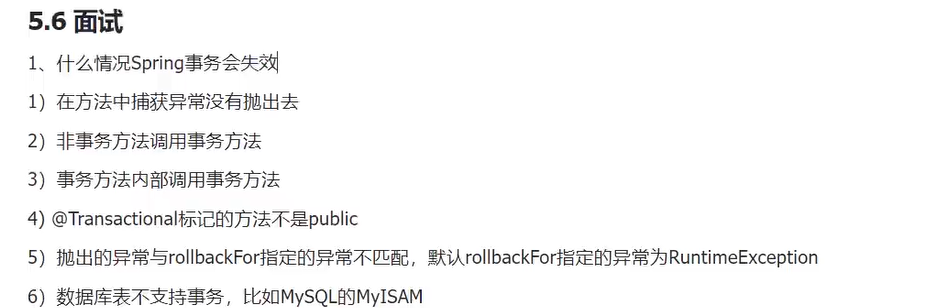 5.6 面试
1、什么情况Spring事务会失效
1）在方法中捕获异常没有抛出去
2）非事务方法调用事务方法
3）事务方法内部调用事务方法
4) @Transactional标记的方法不是public
5）抛出的异常与rollbackFor指定的异常不匹配，默认rollbackFor指定的异常为RuntimeException
6）数据库表不支持事务，比如MySQL的MyISAM